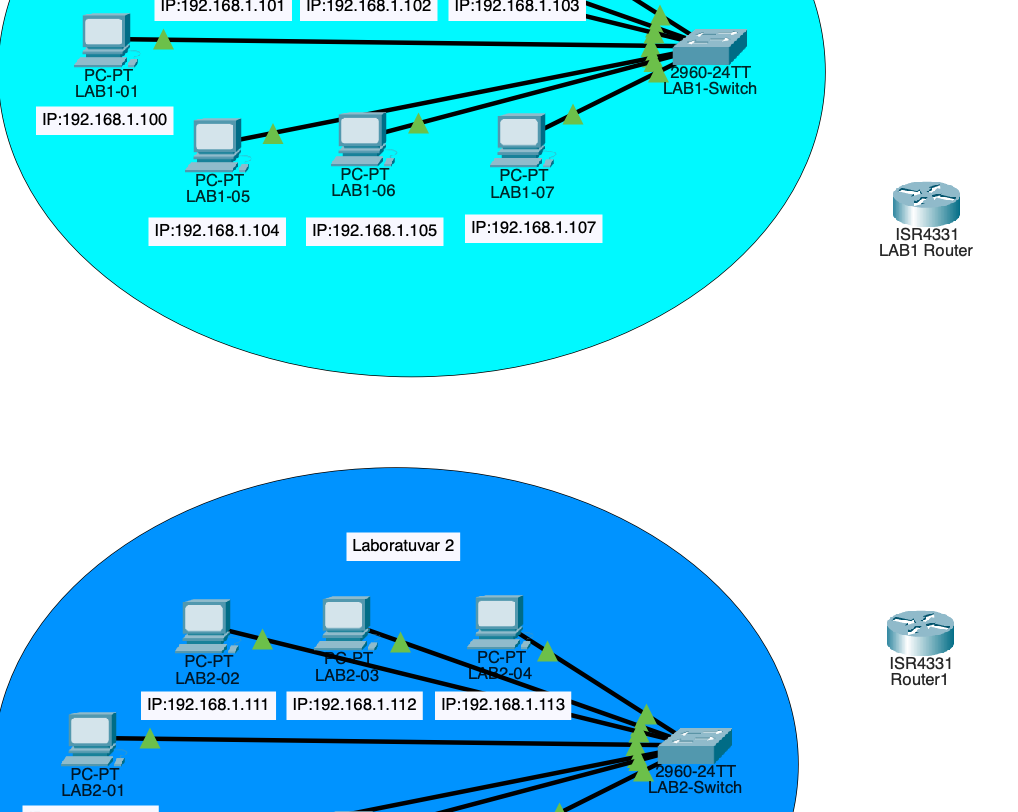 IP:192.168.1.101
IP:192.168.1.102
IP:192.168.1.103
PC-PT
LAB1-01
2960-24TT
LAB1-Switch
IP:192.168.1.100
PC-PT
LAB1-05
PC-PT
LAB1-06
PC-PT
LAB1-07
IP:192.168.1.104
IP:192.168.1.105
IP:192.168.1.107
ISR4331
LAB1 Router
Laboratuvar 2
PC-PT
LAB2-02
PC-PT
LAB2-03
PC-PT
LAB2-04
ISR4331
Router1
IP:192.168.1.111
IP:192.168.1.112
IP:192.168.1.113
PC-PT
LAB2-01
2960-24TT
LAB2-Switch